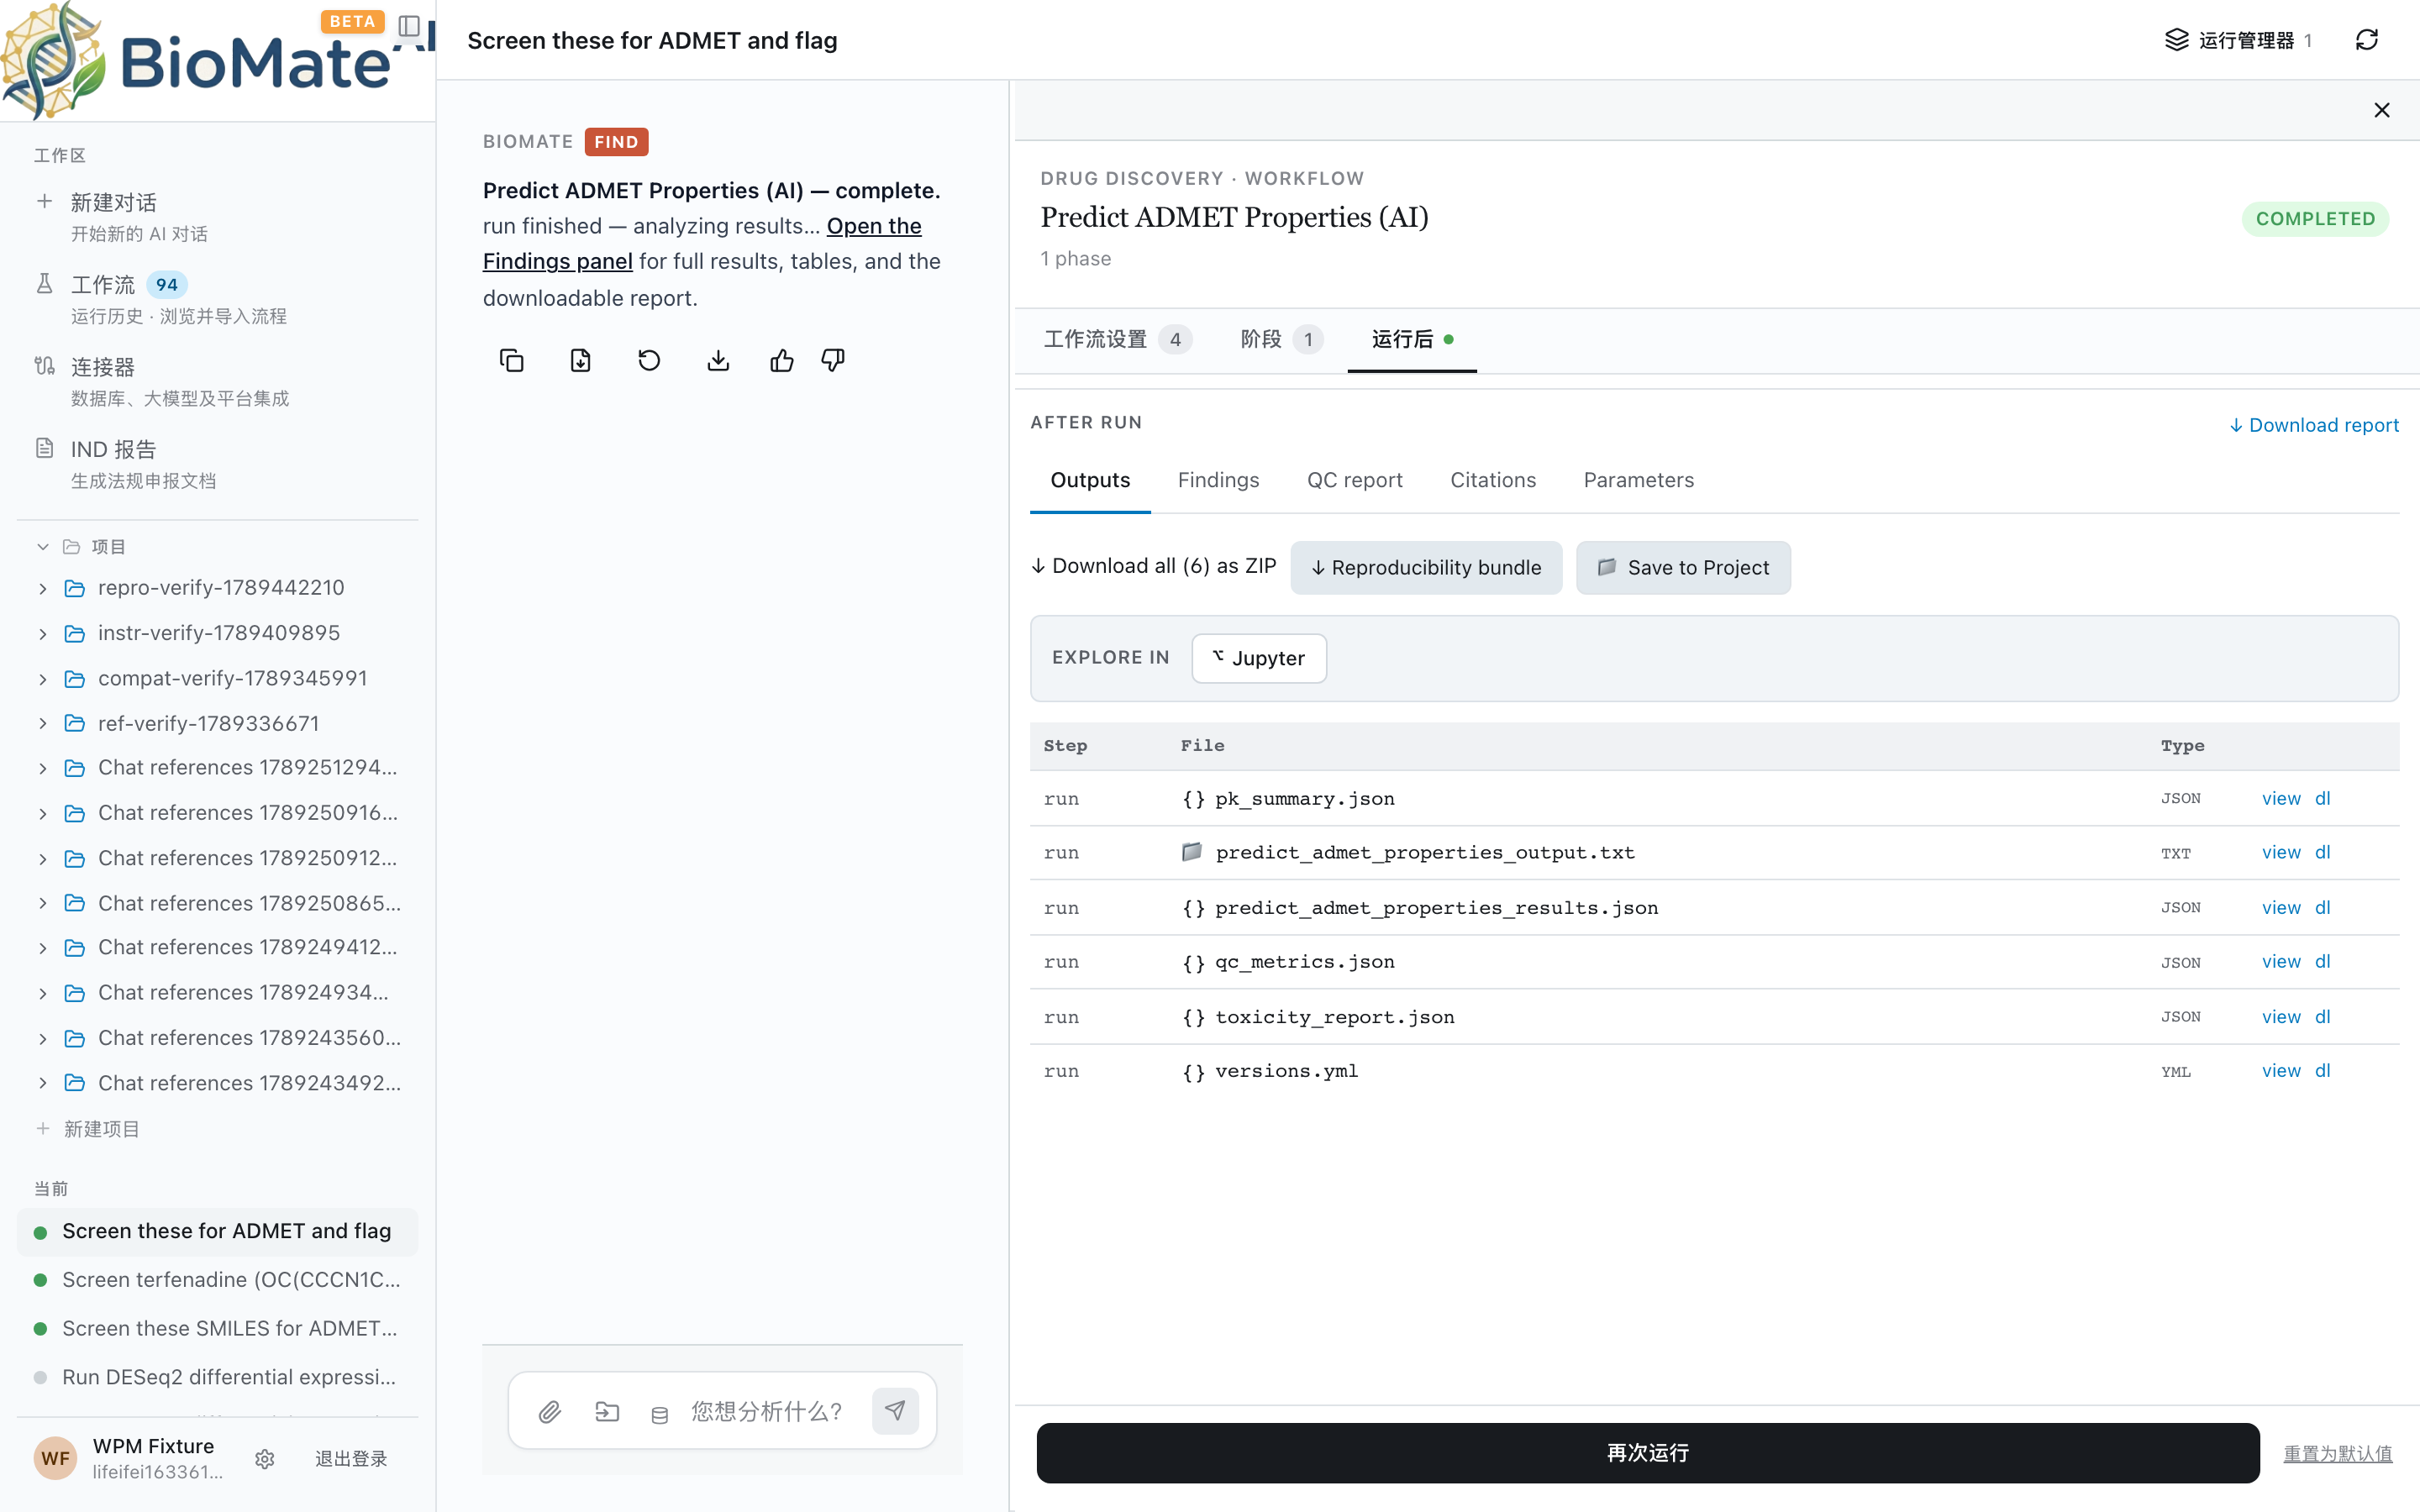 BioMate AI
BETA
工作区
新建对话
开始新的 AI 对话
工作流 94
运行历史 · 浏览并导入流程
连接器
数据库、大模型及平台集成
IND 报告
生成法规申报文档
项目
repro-verify-1789442210
instr-verify-1789409895
compat-verify-1789345991
ref-verify-1789336671
Chat references 1789251294...
Chat references 1789250916...
Chat references 1789250912...
Chat references 1789250865...
Chat references 1789249412...
Chat references 178924934...
Chat references 1789243560...
Chat references 1789243492...
新建项目
当前
Screen these for ADMET and flag
Screen terfenadine (OC(CCCN1C...
Screen these SMILES for ADMET...
Run DESeq2 differential expressi...
WF
WPM Fixture
lifeifei163361...
退出登录
Screen these for ADMET and flag
运行管理器 1
BIOMATE FIND
Predict ADMET Properties (AI) — complete.
run finished — analyzing results... Open the
Findings panel for full results, tables, and the
downloadable report.
您想分析什么?
DRUG DISCOVERY · WORKFLOW
Predict ADMET Properties (AI)
1 phase
COMPLETED
工作流设置 4
阶段 1
运行后
AFTER RUN
↓ Download report
Outputs
Findings
QC report
Citations
Parameters
↓ Download all (6) as ZIP
↓ Reproducibility bundle
Save to Project
EXPLORE IN
⌥ Jupyter
Step File Type
run {} pk_summary.json JSON view dl
run predict_admet_properties_output.txt TXT view dl
run {} predict_admet_properties_results.json JSON view dl
run {} qc_metrics.json JSON view dl
run {} toxicity_report.json JSON view dl
run {} versions.yml YML view dl
再次运行
重置为默认值